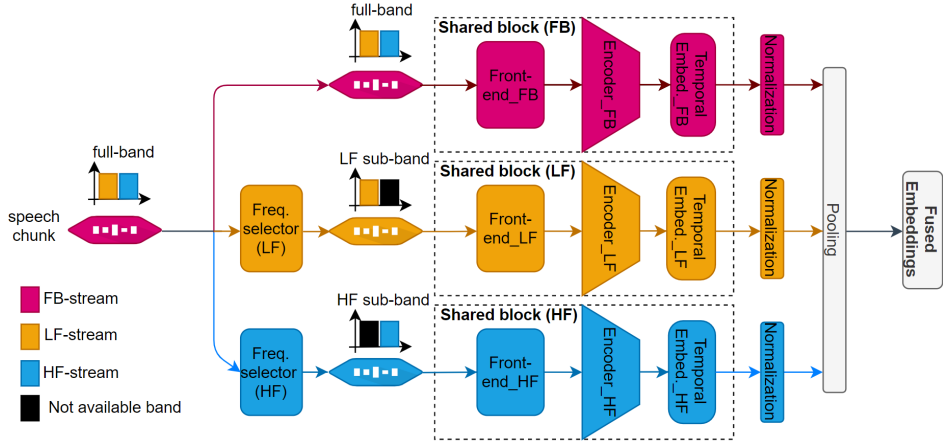 full-band
Shared block (FB)
Front-
end_FB
Encoder_FB
Temporal
Embed._FB
Normalization
full-band
speech
chunk
Freq.
selector
(LF)
LF sub-band
Shared block (LF)
Front-
end_LF
Encoder_LF
Temporal
Embed._LF
Normalization
Pooling
Fused
Embeddings
FB-stream
LF-stream
HF-stream
Not available band
Freq.
selector
(HF)
HF sub-band
Shared block (HF)
Front-
end_HF
Encoder_HF
Temporal
Embed._HF
Normalization